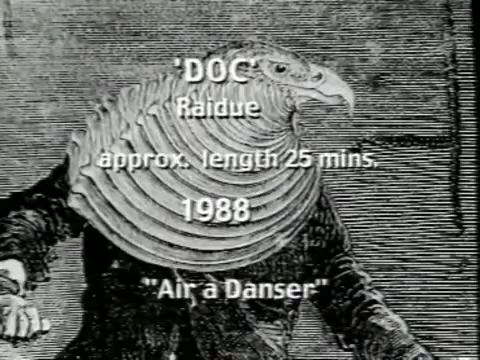 'DOC'
Raidue
approx. length 25 mins.
1988
"Air a Danser"